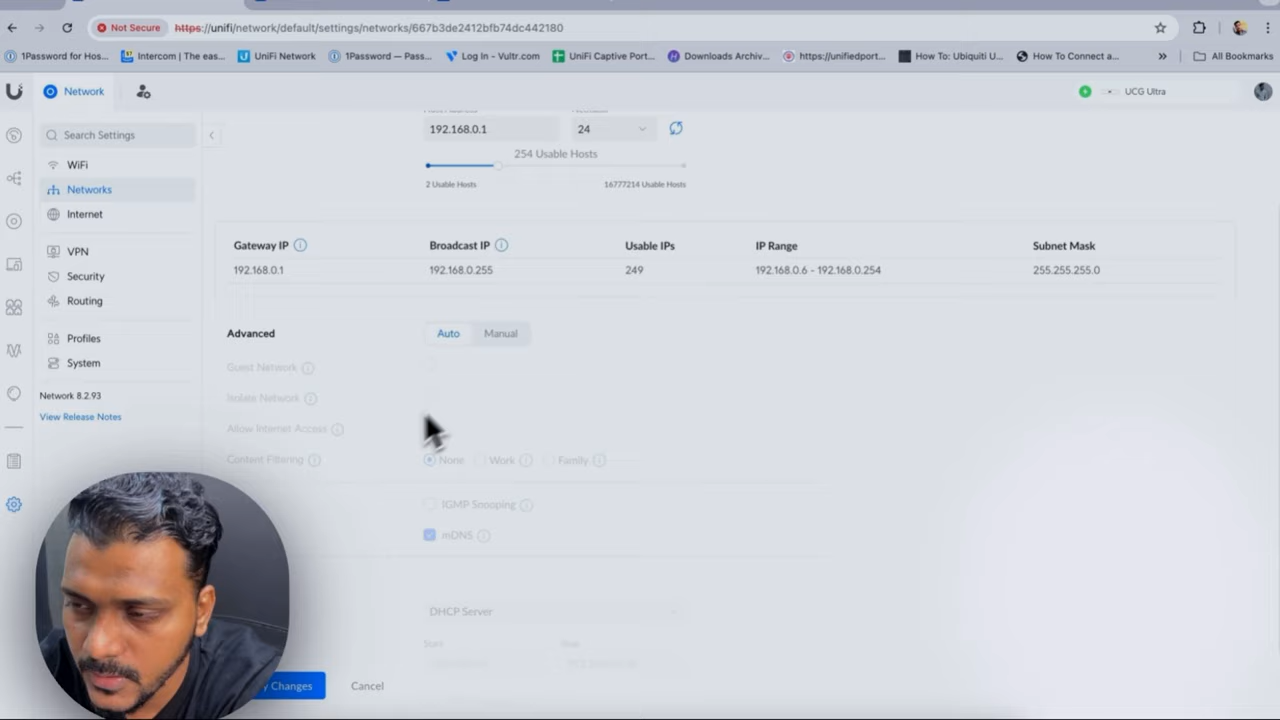 Not Secure https://unifi/network/default/settings/networks/667b3de2412bfb74dc442180
1Password for Hos... Intercom | The eas... UniFi Network 1Password — Pass... Log In - Vultr.com UniFi Captive Port... Downloads Archiv... https://unifiedport... How To: Ubiquiti U... How To Connect a... » All Bookmarks
Network UCG Ultra
Search Settings
192.168.0.1 24
254 Usable Hosts
2 Usable Hosts 16777214 Usable Hosts
WiFi
Networks
Internet
VPN
Security
Routing
Profiles
System
Network 8.2.93
View Release Notes
Gateway IP Broadcast IP Usable IPs IP Range Subnet Mask
192.168.0.1 192.168.0.255 249 192.168.0.6 - 192.168.0.254 255.255.255.0
Advanced Auto Manual
Guest Network
Isolate Network
Allow Internet Access
Content Filtering None Work Family
IGMP Snooping
mDNS
DHCP Server
Start
Changes Cancel